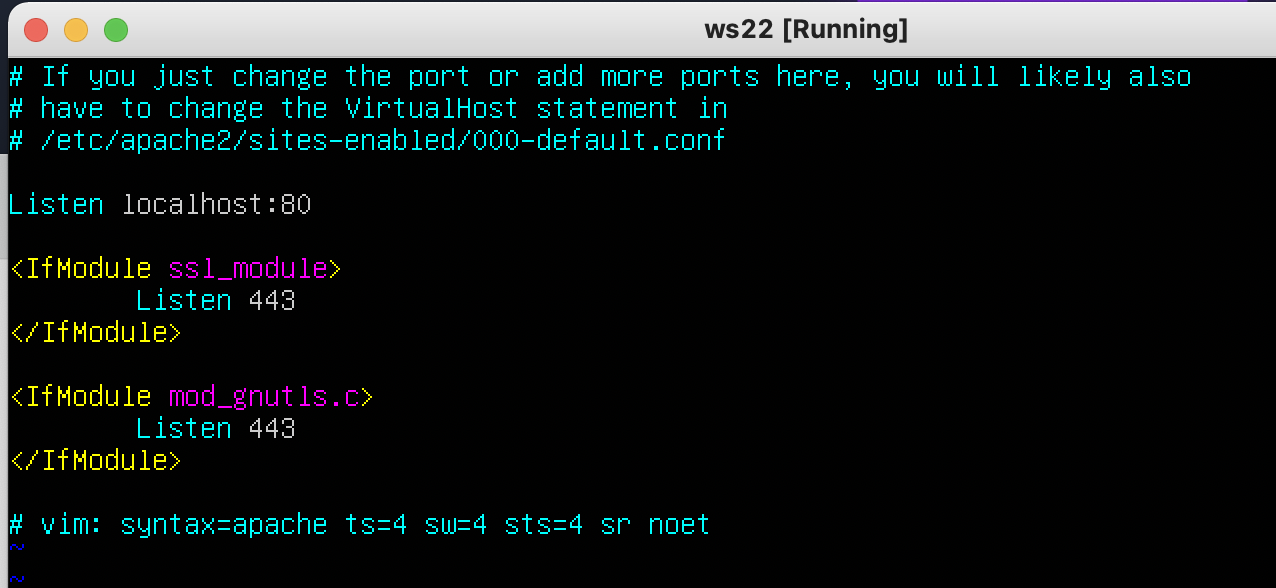 ws22 [Running]
# If you just change the port or add more ports here, you will likely also
# have to change the VirtualHost statement in
# /etc/apache2/sites-enabled/000-default.conf
Listen localhost:80
<IfModule ssl_module>
        Listen 443
</IfModule>
<IfModule mod_gnutls.c>
        Listen 443
</IfModule>
# vim: syntax=apache ts=4 sw=4 sts=4 sr noet
~
~